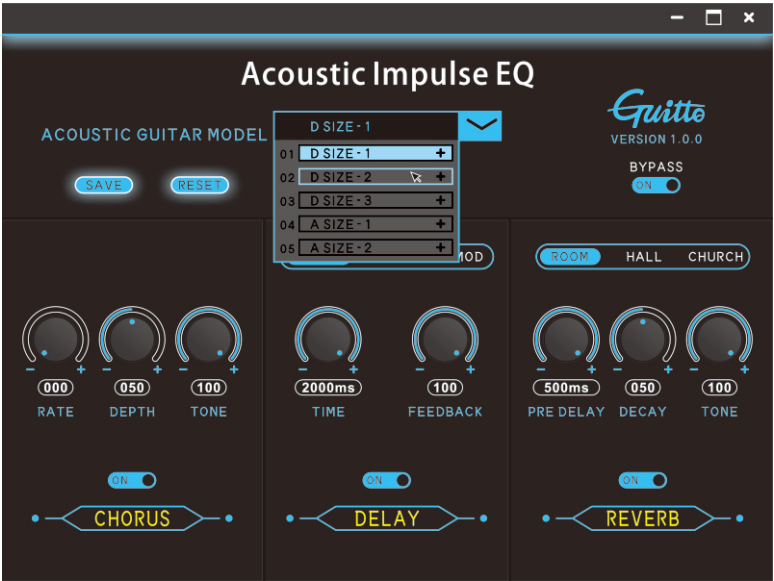 Acoustic Impulse EQ
Guitto
VERSION 1.0.0
ACOUSTIC GUITAR MODEL
D SIZE - 1
01 D SIZE - 1 +
02 D SIZE - 2 +
03 D SIZE - 3 +
04 A SIZE - 1 +
05 A SIZE - 2 +
SAVE RESET
BYPASS
ON
MOD
ROOM HALL CHURCH
- + - + - +
000 050 100
RATE DEPTH TONE
- + - +
2000ms 100
TIME FEEDBACK
- + - + - +
500ms 050 100
PRE DELAY DECAY TONE
ON
CHORUS
ON
DELAY
ON
REVERB